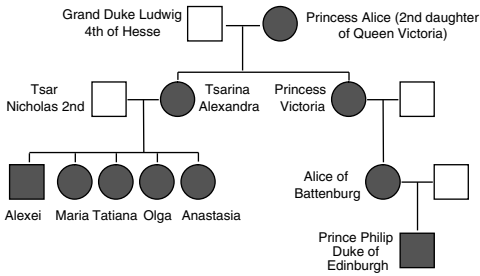 Grand Duke Ludwig
4th of Hesse
Princess Alice (2nd daughter
of Queen Victoria)
Tsar
Nicholas 2nd
Tsarina
Alexandra
Princess
Victoria
Alexei
Maria
Tatiana
Olga
Anastasia
Alice of
Battenburg
Prince Philip
Duke of
Edinburgh